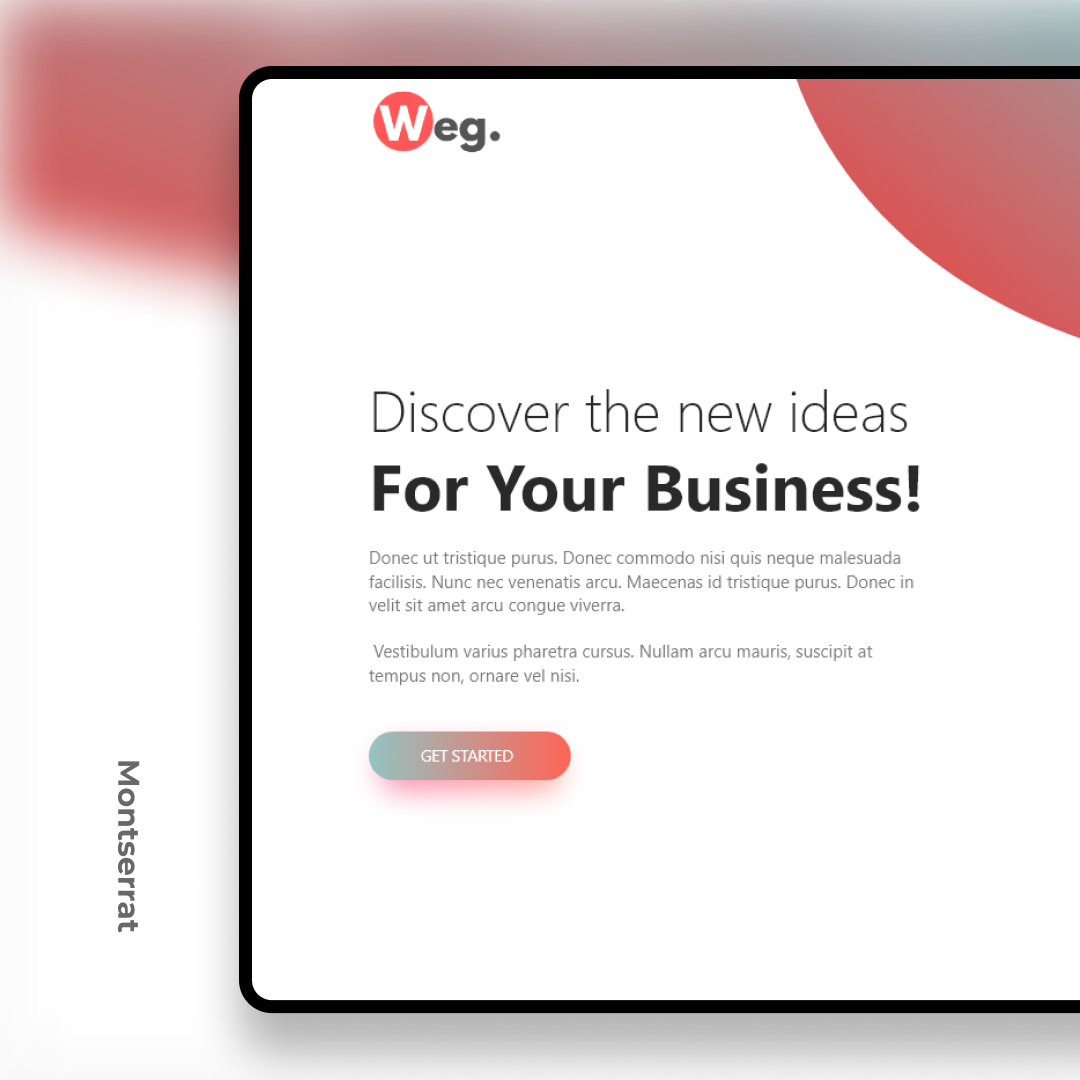 Weg.
Discover the new ideas
For Your Business!
Donec ut tristique purus. Donec commodo nisi quis neque malesuada
facilisis. Nunc nec venenatis arcu. Maecenas id tristique purus. Donec in
velit sit amet arcu congue viverra.
Vestibulum varius pharetra cursus. Nullam arcu mauris, suscipit at
tempus non, ornare vel nisi.
GET STARTED
Montserrat